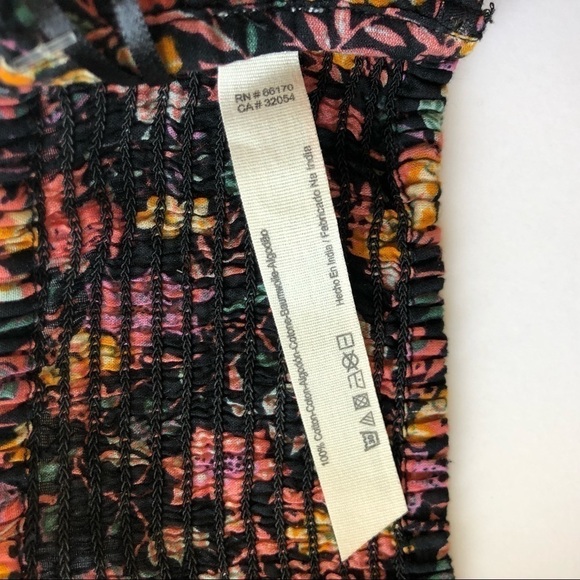 RN # 66170
CA # 32054
100% Cotton-Coton-Algodón-Cotone-Baumwolle-Algodão
Hecho En India / Fabricado Na India